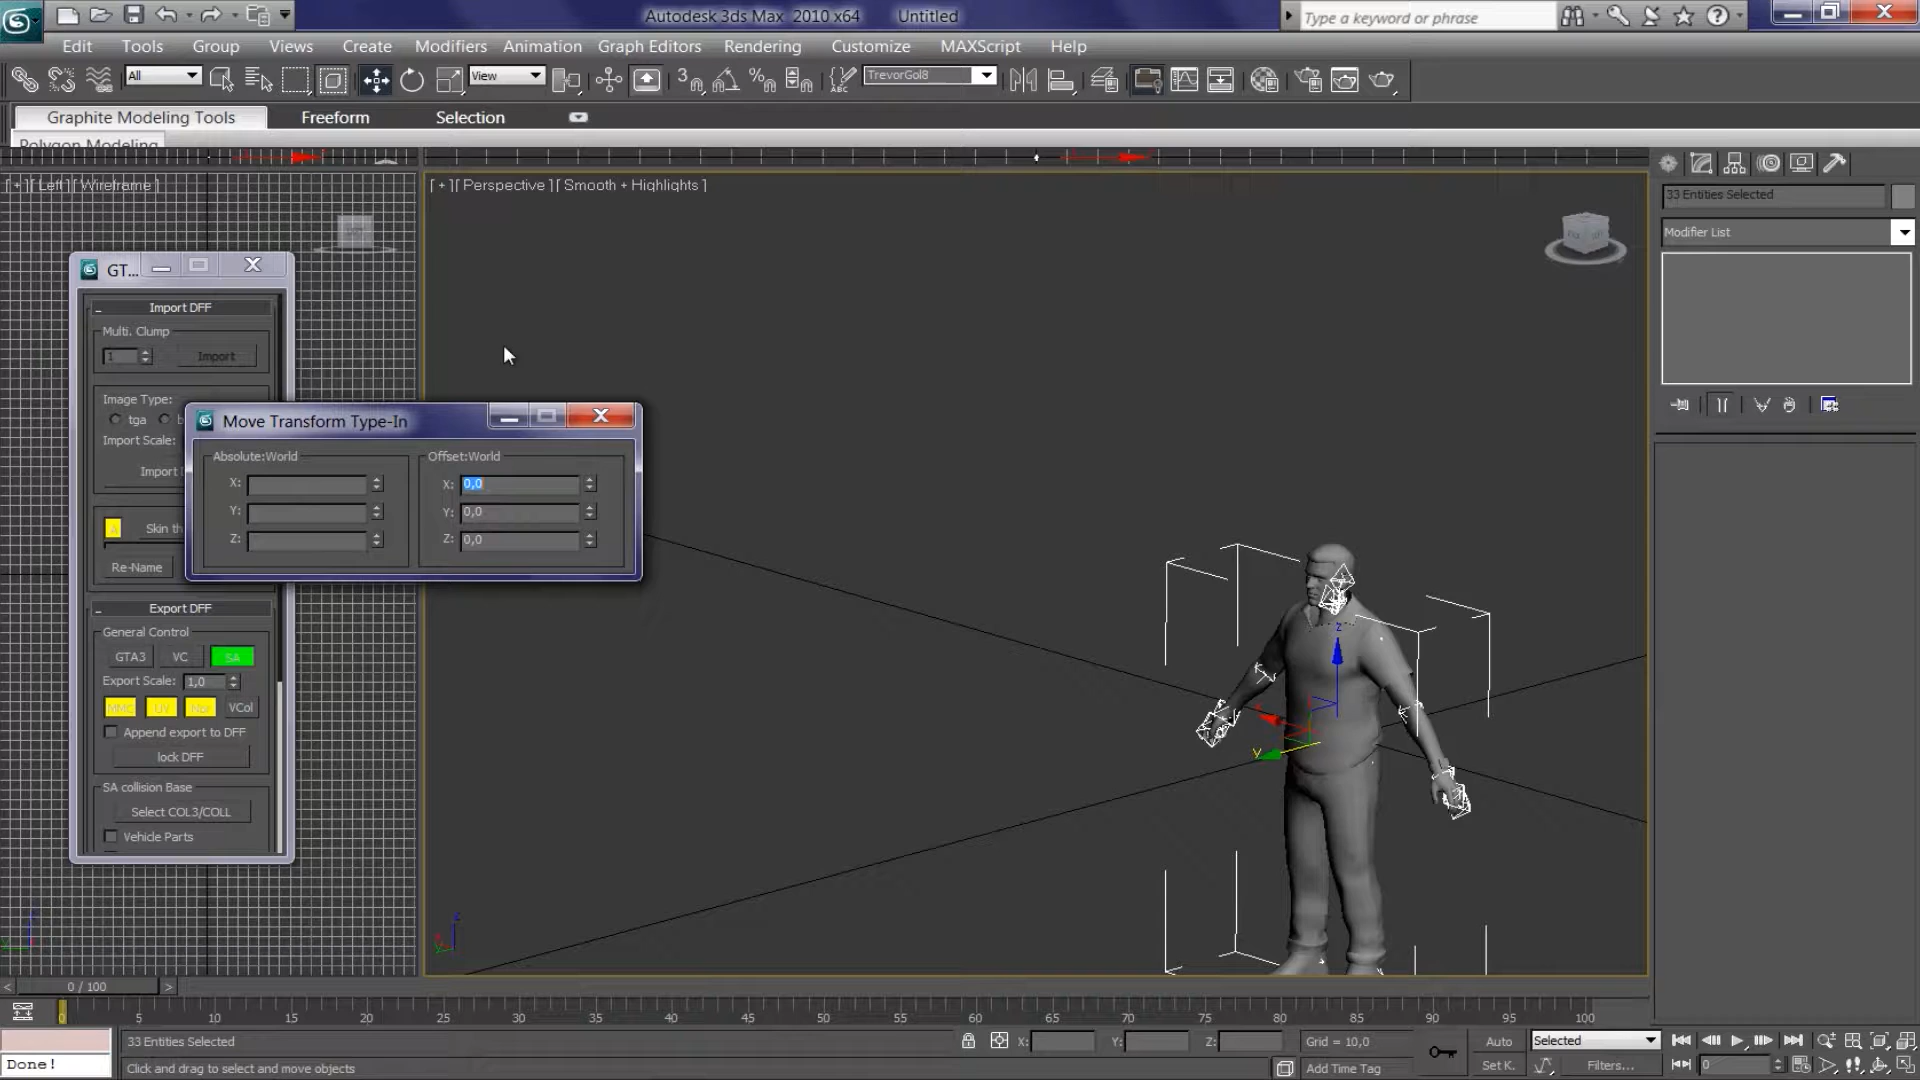 Autodesk 3ds Max 2010 x64 Untitled
Type a keyword or phrase
Edit Tools Group Views Create Modifiers Animation Graph Editors Rendering Customize MAXScript Help
All
View
TrevorGol8
Graphite Modeling Tools Freeform Selection
Polygon Modeling
[ + ][ Left ][ Wireframe ]
[ + ][ Perspective ][ Smooth + Highlights ]
33 Entities Selected
Modifier List
GT...
Import DFF
Multi. Clump
1 Import
Image Type:
tga b
Import Scale:
Import
Skin th
Re-Name
Move Transform Type-In
Absolute:World
X:
Y:
Z:
Offset:World
X: 0,0
Y: 0,0
Z: 0,0
Export DFF
General Control
GTA3 VC SA
Export Scale: 1,0
MMC UV Nor VCol
Append export to DFF
lock DFF
SA collision Base
Select COL3/COLL
Vehicle Parts
z
y
z
y
< 0 / 100 >
5 10 15 20 25 30 35 40 45 50 55 60 65 70 75 80 85 90 95 100
33 Entities Selected
X: Y: Z: Grid = 10,0
Auto Selected
Done!
Click and drag to select and move objects
Add Time Tag
Set K. Filters...
0